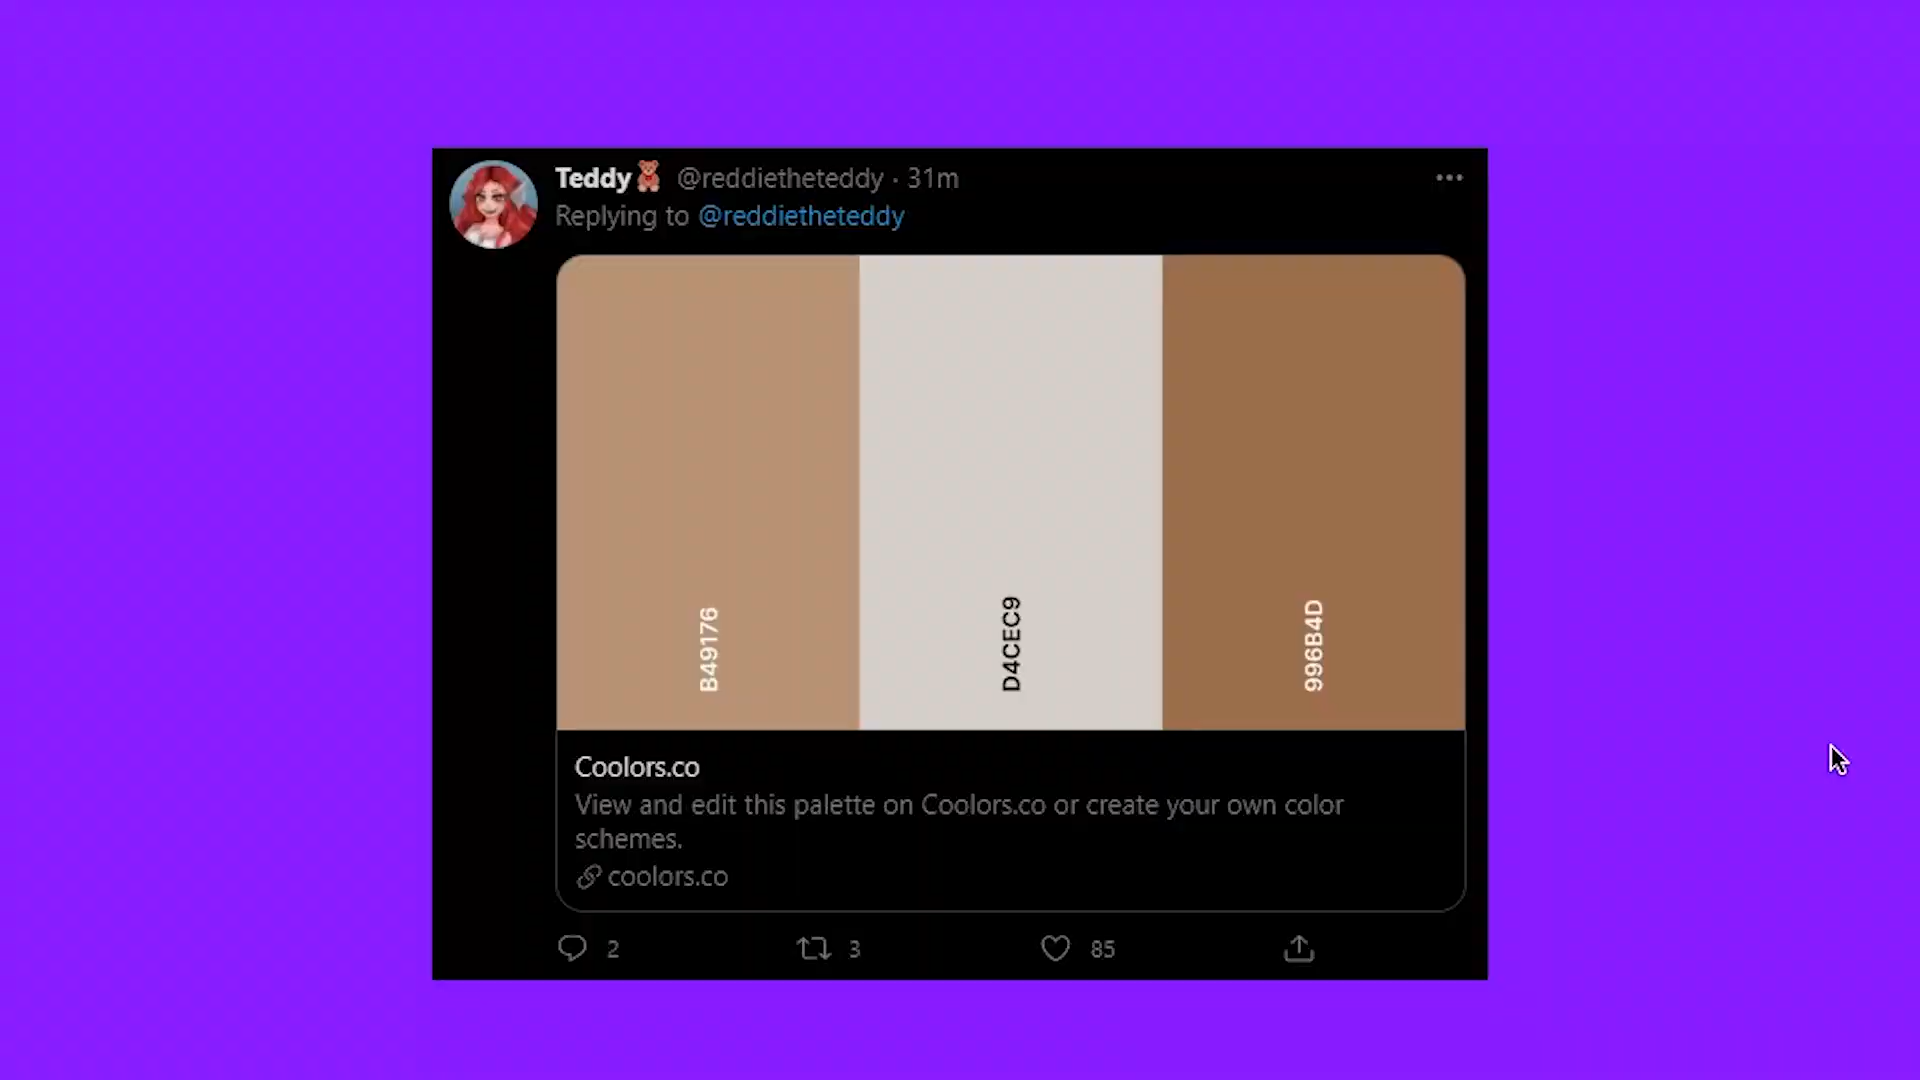 Teddy🧸 @reddietheteddy · 31m
Replying to @reddietheteddy
B49176
D4CEC9
996B4D
Coolors.co
View and edit this palette on Coolors.co or create your own color
schemes.
coolors.co
2 3 85